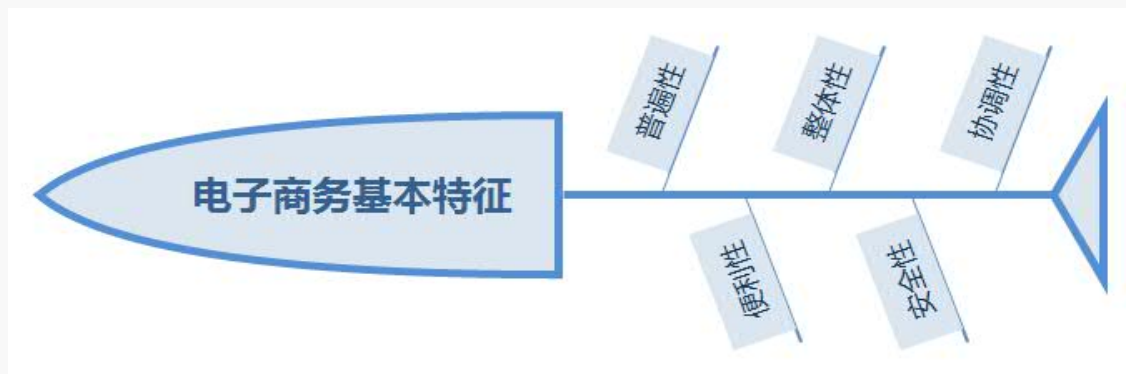 电子商务基本特征
普遍性
整体性
协调性
便利性
安全性